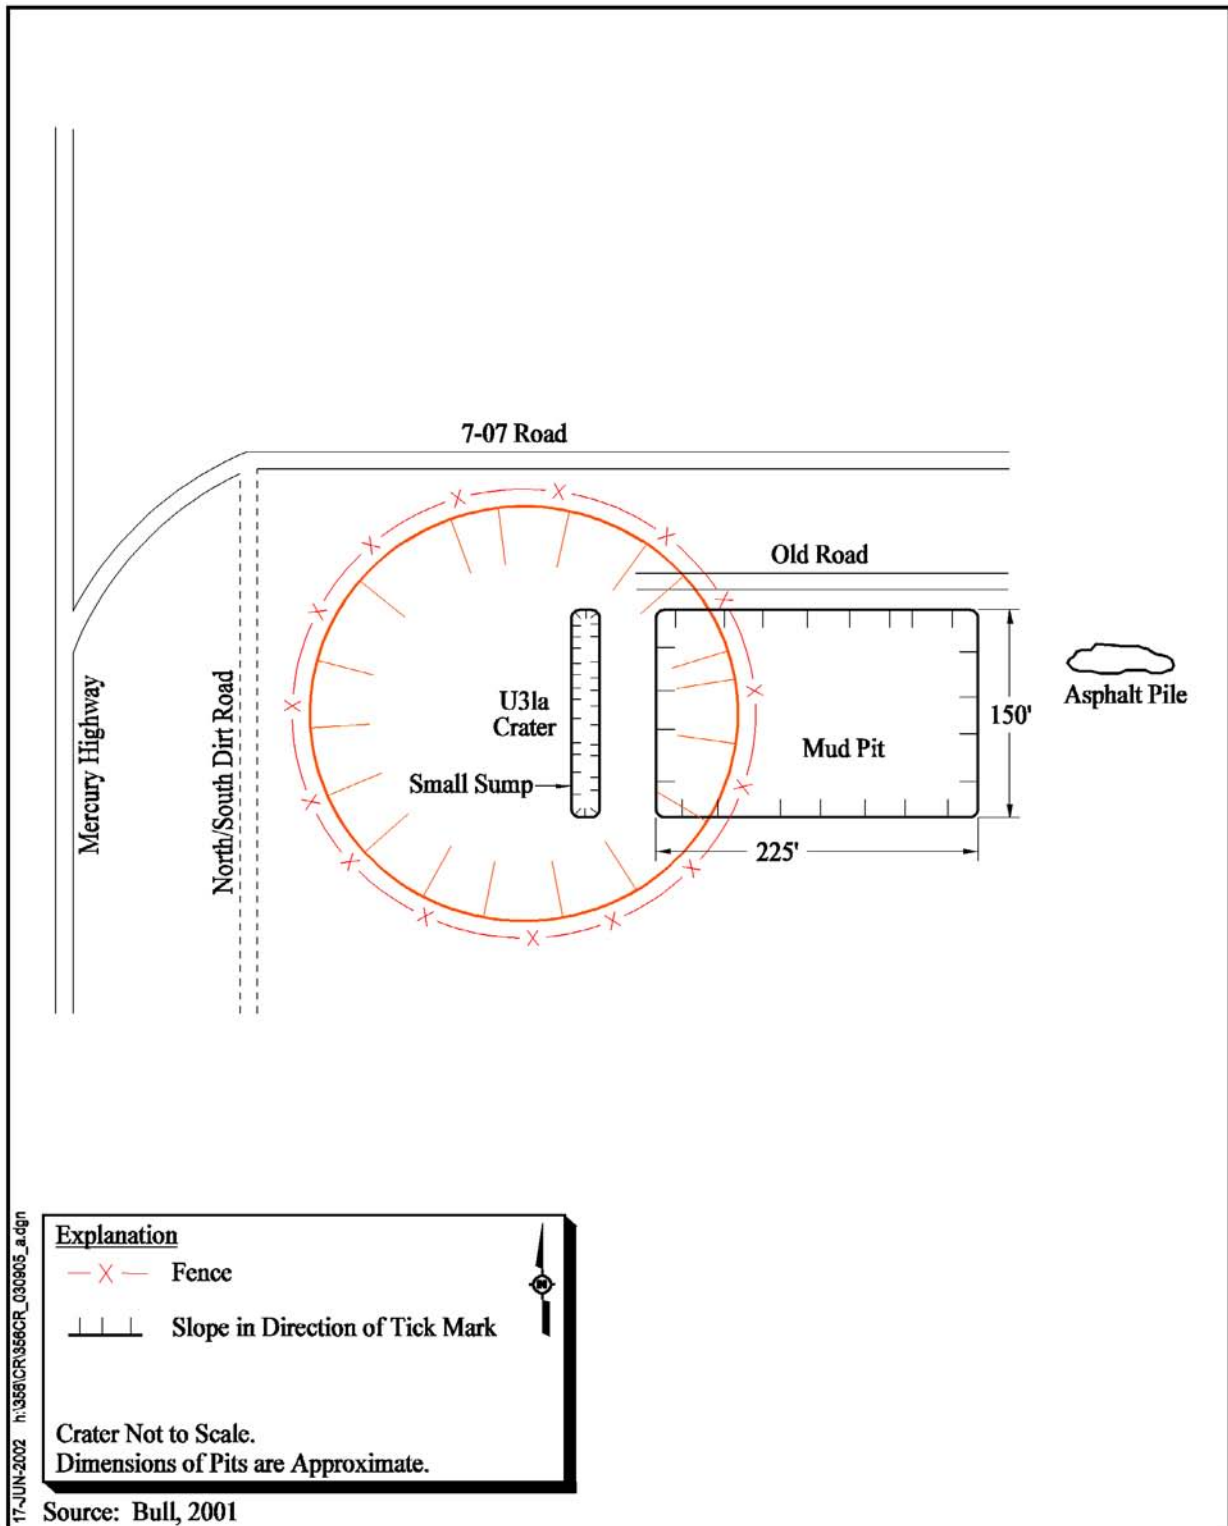 7-07 Road
Old Road
Mercury Highway
North/South Dirt Road
U3la
Crater
Small Sump
Mud Pit
150'
225'
Asphalt Pile
Explanation
X Fence
Slope in Direction of Tick Mark
N
Crater Not to Scale.
Dimensions of Pits are Approximate.
17-JUN-2002 h:\356\CR\356CR_030905_a.dgn
Source: Bull, 2001